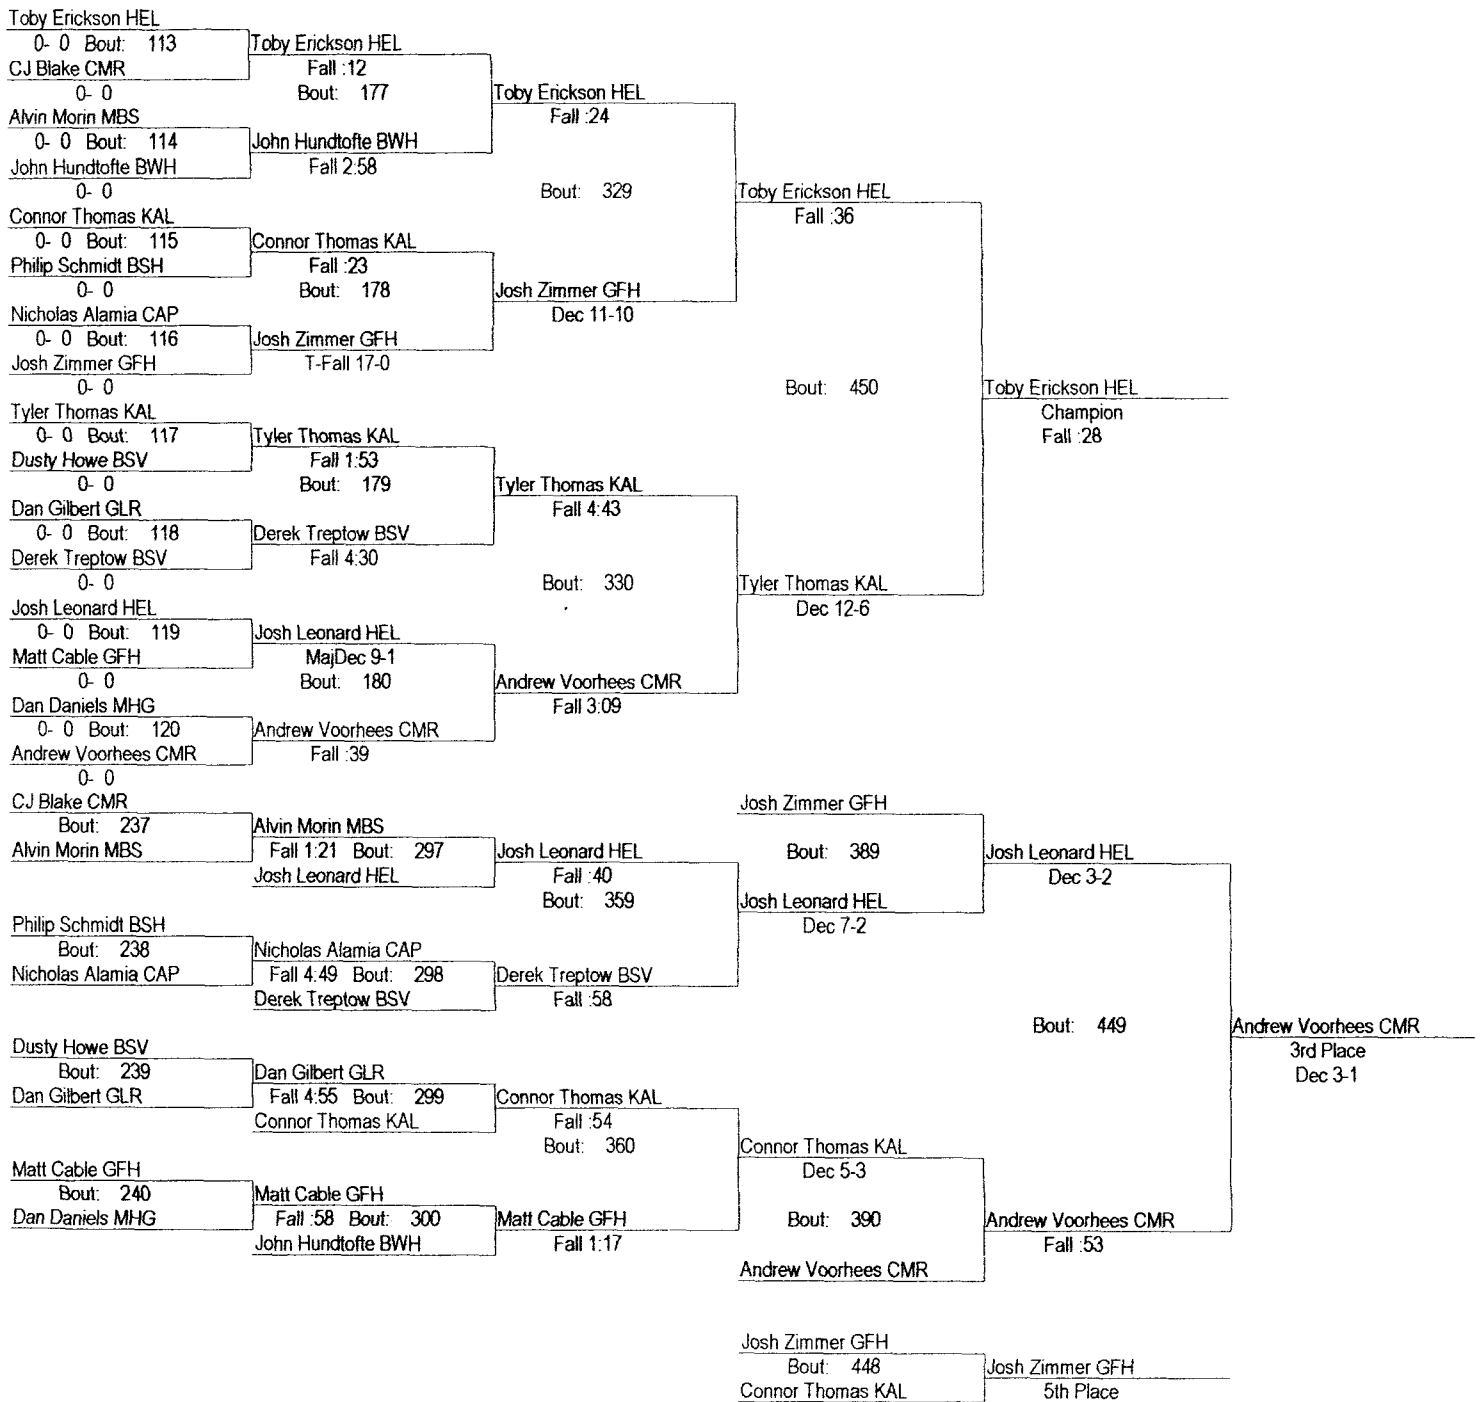 Toby Erickson HEL
0- 0 Bout: 113
CJ Blake CMR
0- 0
Alvin Morin MBS
0- 0 Bout: 114
John Hundtofte BWH
0- 0
Connor Thomas KAL
0- 0 Bout: 115
Philip Schmidt BSH
0- 0
Nicholas Alamia CAP
0- 0 Bout: 116
Josh Zimmer GFH
0- 0
Tyler Thomas KAL
0- 0 Bout: 117
Dusty Howe BSV
0- 0
Dan Gilbert GLR
0- 0 Bout: 118
Derek Treptow BSV
0- 0
Josh Leonard HEL
0- 0 Bout: 119
Matt Cable GFH
0- 0
Dan Daniels MHG
0- 0 Bout: 120
Andrew Voorhees CMR
0- 0
Toby Erickson HEL
Fall :12
Bout: 177
John Hundtofte BWH
Fall 2:58
Connor Thomas KAL
Fall :23
Bout: 178
Josh Zimmer GFH
T-Fall 17-0
Tyler Thomas KAL
Fall 1:53
Bout: 179
Derek Treptow BSV
Fall 4:30
Josh Leonard HEL
MajDec 9-1
Bout: 180
Andrew Voorhees CMR
Fall :39
Toby Erickson HEL
Fall :24
Bout: 329
Josh Zimmer GFH
Dec 11-10
Tyler Thomas KAL
Fall 4:43
Bout: 330
Andrew Voorhees CMR
Fall 3:09
Toby Erickson HEL
Fall :36
Bout: 450
Tyler Thomas KAL
Dec 12-6
Toby Erickson HEL
Champion
Fall :28
CJ Blake CMR
Bout: 237
Alvin Morin MBS
Philip Schmidt BSH
Bout: 238
Nicholas Alamia CAP
Dusty Howe BSV
Bout: 239
Dan Gilbert GLR
Matt Cable GFH
Bout: 240
Dan Daniels MHG
Alvin Morin MBS
Fall 1:21 Bout: 297
Josh Leonard HEL
Nicholas Alamia CAP
Fall 4:49 Bout: 298
Derek Treptow BSV
Dan Gilbert GLR
Fall 4:55 Bout: 299
Connor Thomas KAL
Matt Cable GFH
Fall :58 Bout: 300
John Hundtofte BWH
Josh Leonard HEL
Fall :40
Bout: 359
Derek Treptow BSV
Fall :58
Connor Thomas KAL
Fall :54
Bout: 360
Matt Cable GFH
Fall 1:17
Josh Zimmer GFH
Bout: 389
Josh Leonard HEL
Dec 7-2
Connor Thomas KAL
Dec 5-3
Bout: 390
Andrew Voorhees CMR
Josh Leonard HEL
Dec 3-2
Bout: 449
Andrew Voorhees CMR
Fall :53
Andrew Voorhees CMR
3rd Place
Dec 3-1
Josh Zimmer GFH
Bout: 448
Connor Thomas KAL
Josh Zimmer GFH
5th Place